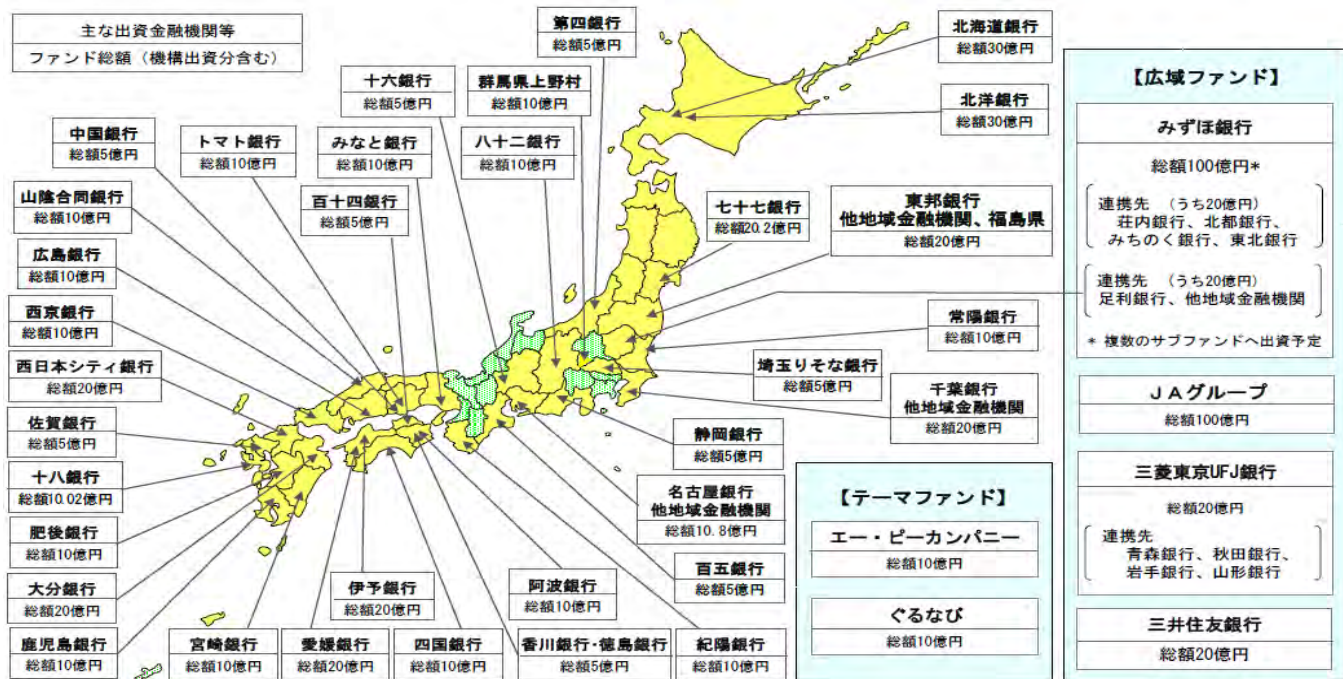 主な出資金融機関等
ファンド総額（機構出資分含む）
第四銀行
総額5億円
北海道銀行
総額30億円
十六銀行
総額5億円
群馬県上野村
総額10億円
北洋銀行
総額30億円
中国銀行
総額5億円
トマト銀行
総額10億円
みなと銀行
総額10億円
八十二銀行
総額10億円
山陰合同銀行
総額10億円
百十四銀行
総額5億円
七十七銀行
総額20.2億円
東邦銀行
他地域金融機関、福島県
総額20億円
広島銀行
総額10億円
西京銀行
総額10億円
常陽銀行
総額10億円
西日本シティ銀行
総額20億円
埼玉りそな銀行
総額5億円
千葉銀行
他地域金融機関
総額20億円
佐賀銀行
総額5億円
静岡銀行
総額5億円
十八銀行
総額10.02億円
名古屋銀行
他地域金融機関
総額10.8億円
肥後銀行
総額10億円
百五銀行
総額5億円
大分銀行
総額20億円
伊予銀行
総額20億円
阿波銀行
総額10億円
鹿児島銀行
総額10億円
宮崎銀行
総額10億円
愛媛銀行
総額20億円
四国銀行
総額10億円
香川銀行・徳島銀行
総額5億円
紀陽銀行
総額10億円
【テーマファンド】
エー・ピーカンパニー
総額10億円
ぐるなび
総額10億円
【広域ファンド】
みずほ銀行
総額100億円*
連携先 （うち20億円）
荘内銀行、北都銀行、
みちのく銀行、東北銀行
連携先 （うち20億円）
足利銀行、他地域金融機関
* 複数のサブファンドへ出資予定
ＪＡグループ
総額100億円
三菱東京UFJ銀行
総額20億円
連携先
青森銀行、秋田銀行、
岩手銀行、山形銀行
三井住友銀行
総額20億円